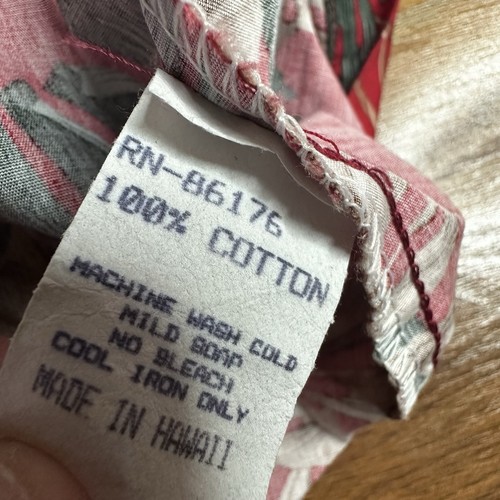 RN-86176
100% COTTON
MACHINE WASH COLD
MILD SOAP
NO BLEACH
COOL IRON ONLY
MADE IN HAWAII